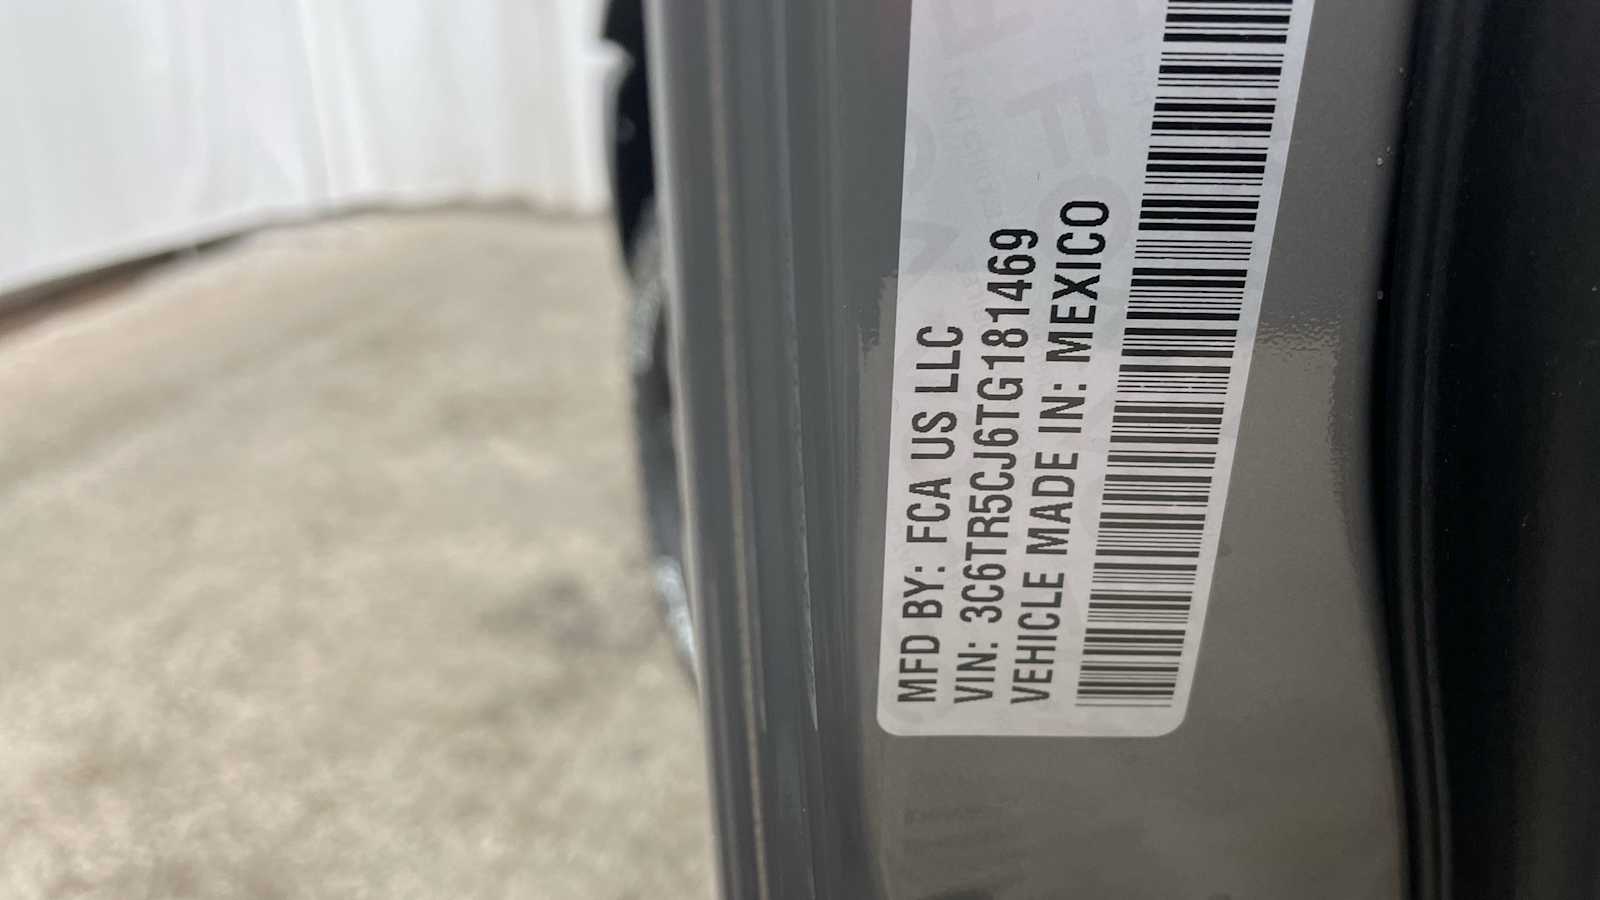 MFD BY: FCA US LLC
VIN: 3C6TR5CJ6TG181469
VEHICLE MADE IN: MEXICO